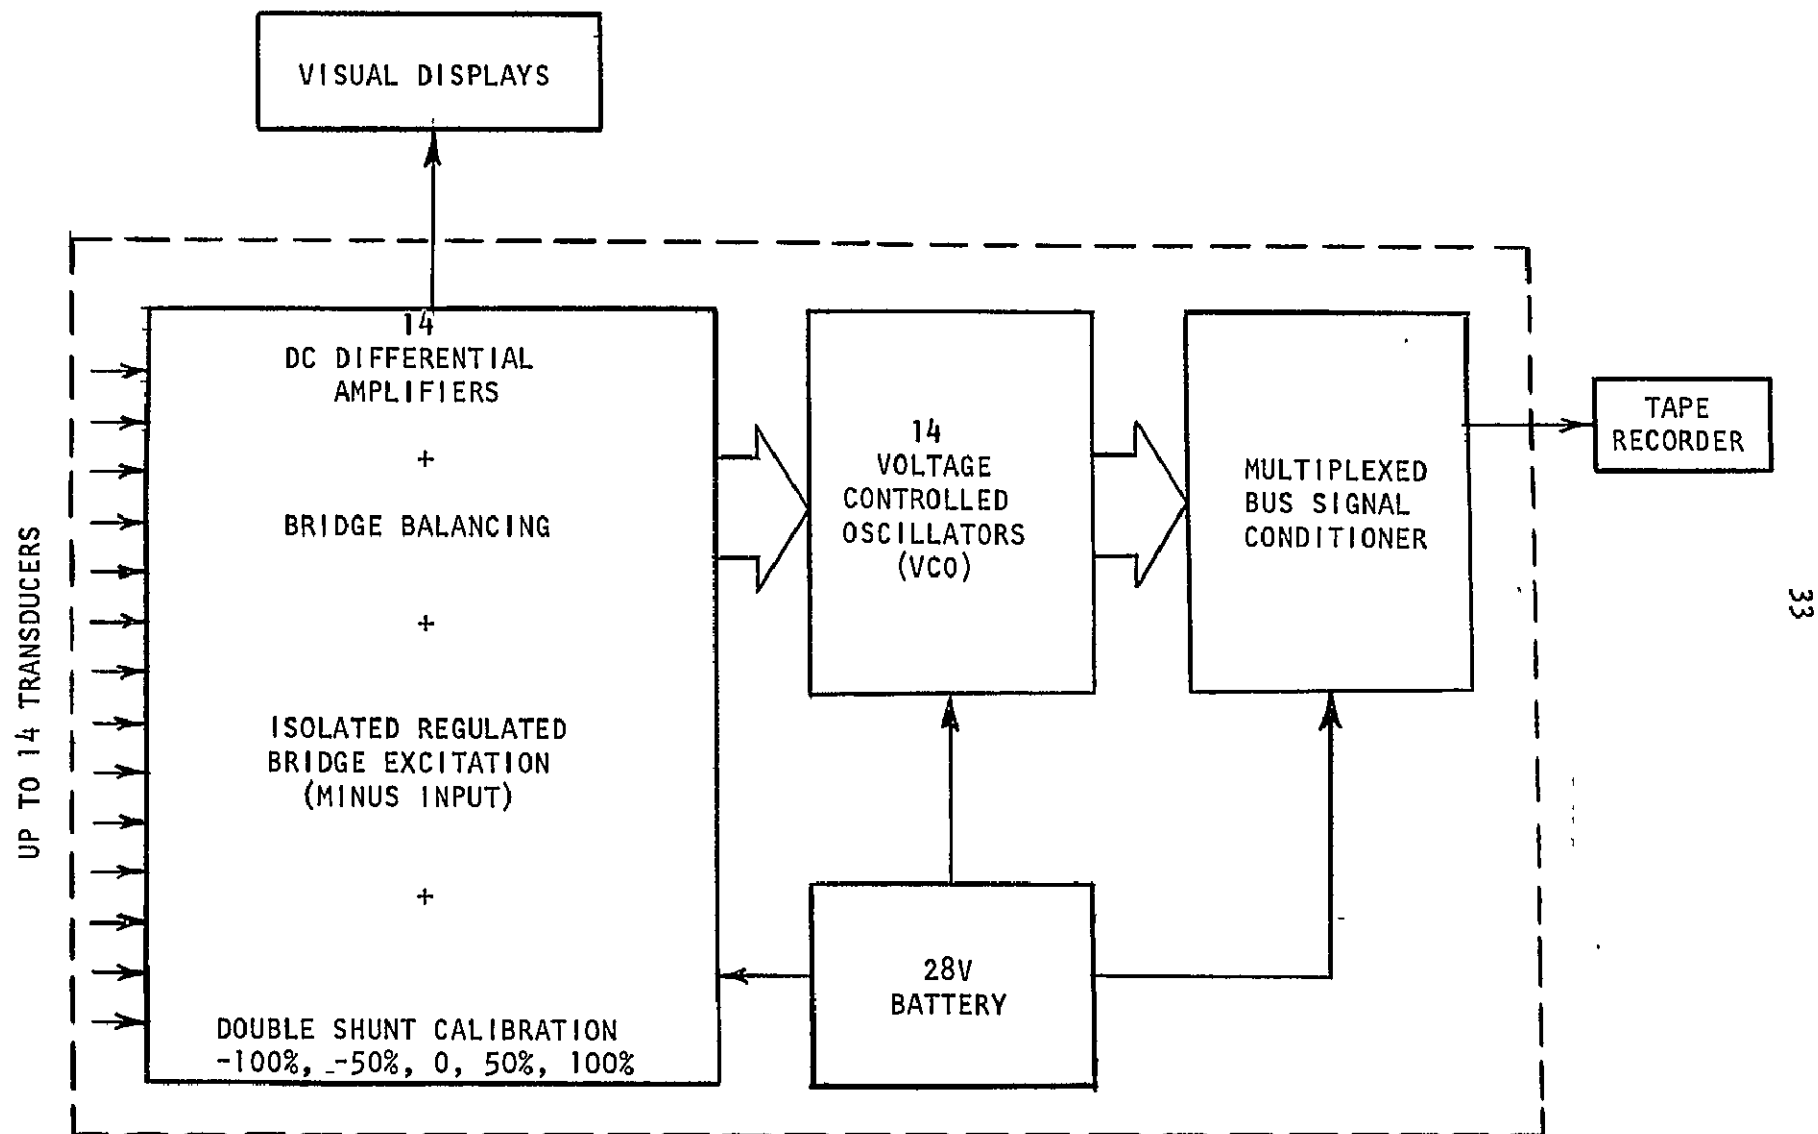 VISUAL DISPLAYS
UP TO 14 TRANSDUCERS
14
DC DIFFERENTIAL
AMPLIFIERS
+
BRIDGE BALANCING
+
ISOLATED REGULATED
BRIDGE EXCITATION
(MINUS INPUT)
+
DOUBLE SHUNT CALIBRATION
-100%, -50%, 0, 50%, 100%
14
VOLTAGE
CONTROLLED
OSCILLATORS
(VCO)
MULTIPLEXED
BUS SIGNAL
CONDITIONER
TAPE
RECORDER
28V
BATTERY
33